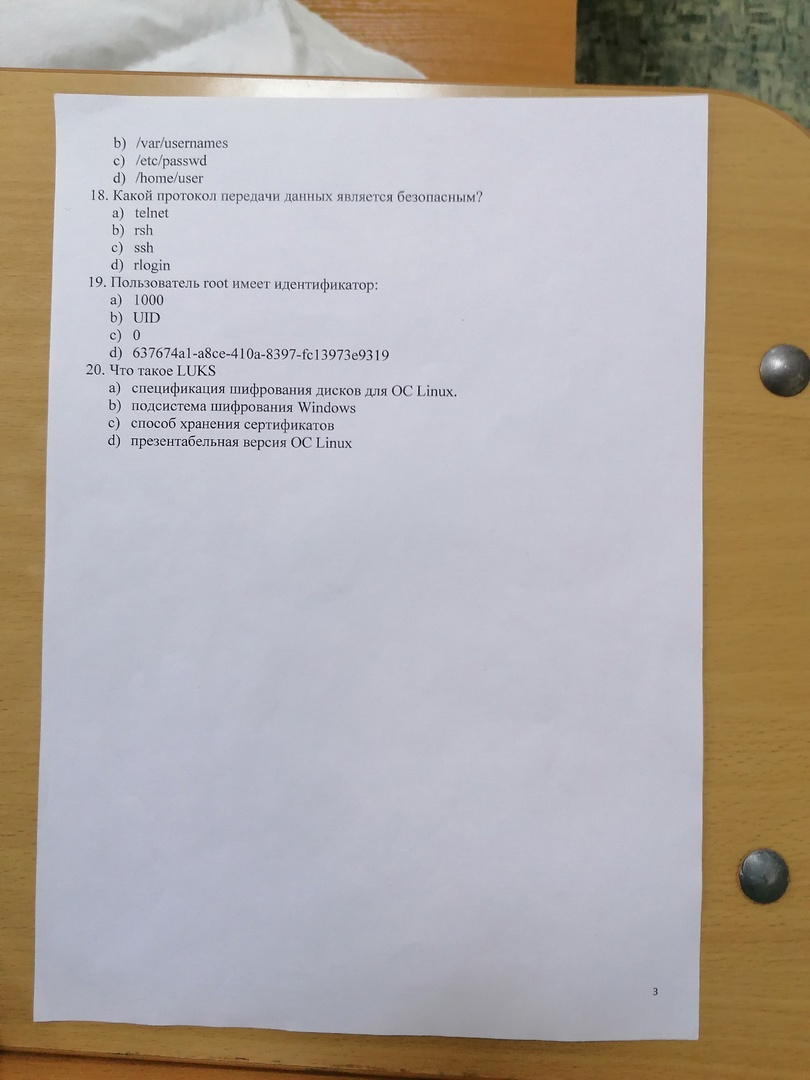 b) /var/usernames
c) /etc/passwd
d) /home/user
18. Какой протокол передачи данных является безопасным?
a) telnet
b) rsh
c) ssh
d) rlogin
19. Пользователь root имеет идентификатор:
a) 1000
b) UID
c) 0
d) 637674a1-a8ce-410a-8397-fc13973e9319
20. Что такое LUKS
a) спецификация шифрования дисков для ОС Linux.
b) подсистема шифрования Windows
c) способ хранения сертификатов
d) презентабельная версия ОС Linux
3